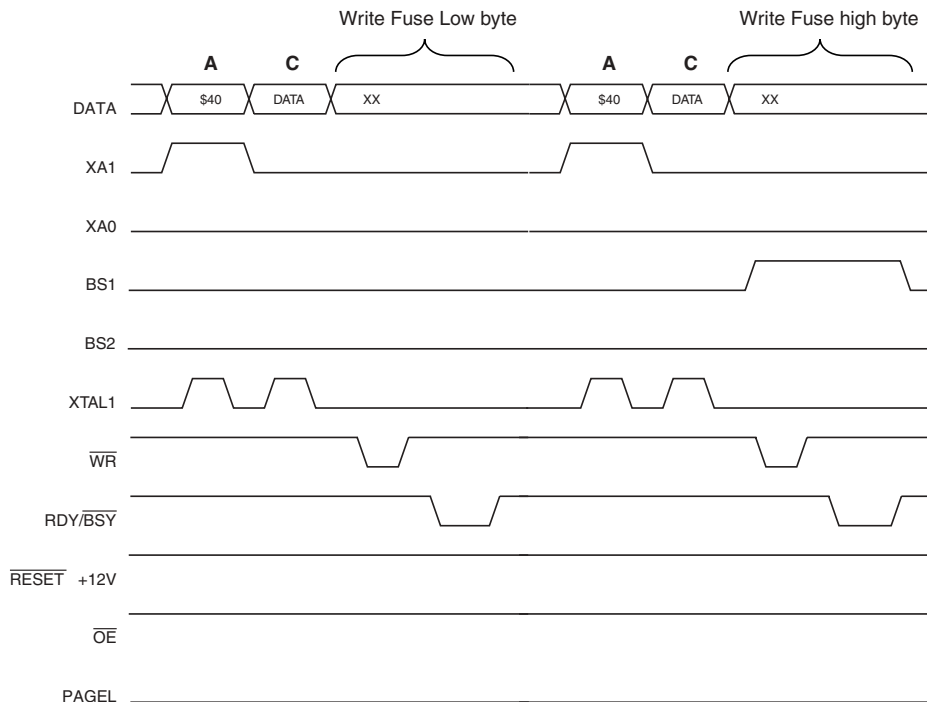 Write Fuse Low byte Write Fuse high byte
A C A C
DATA $40 DATA XX $40 DATA XX
XA1
XA0
BS1
BS2
XTAL1
WR
RDY/BSY
RESET +12V
OE
PAGEL